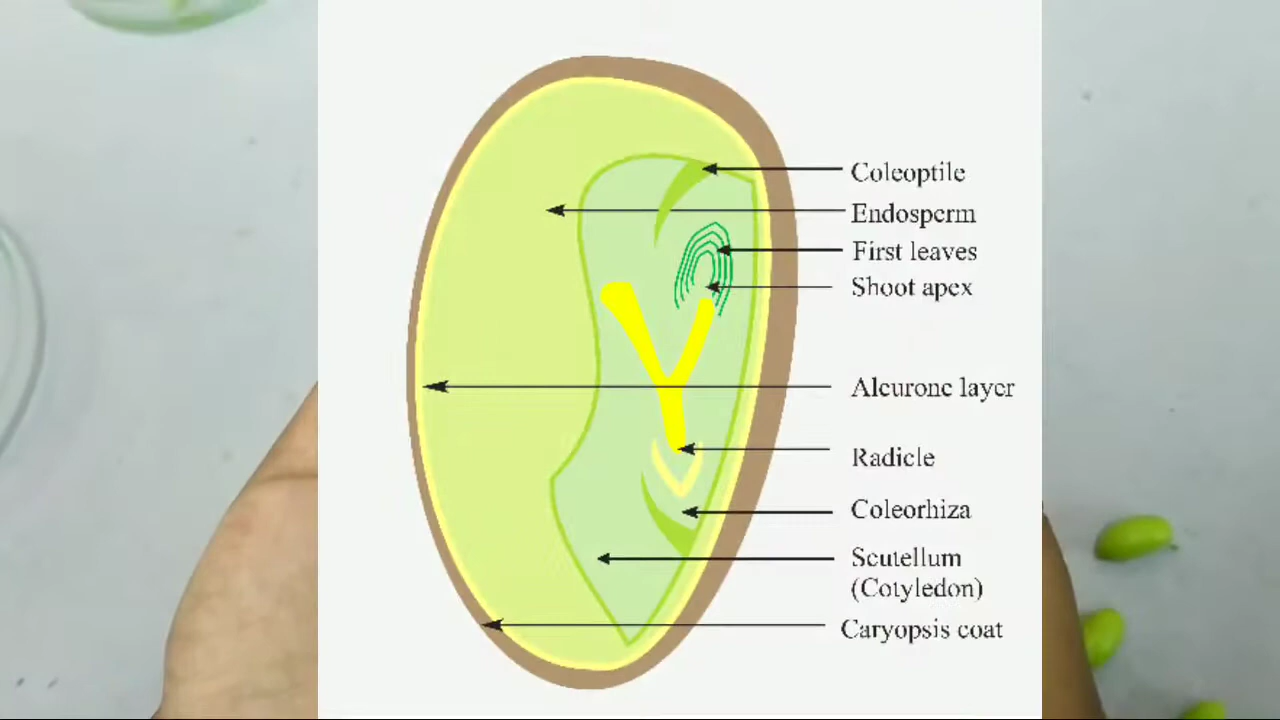 Coleoptile
Endosperm
First leaves
Shoot apex
Aleurone layer
Radicle
Coleorhiza
Scutellum
(Cotyledon)
Caryopsis coat